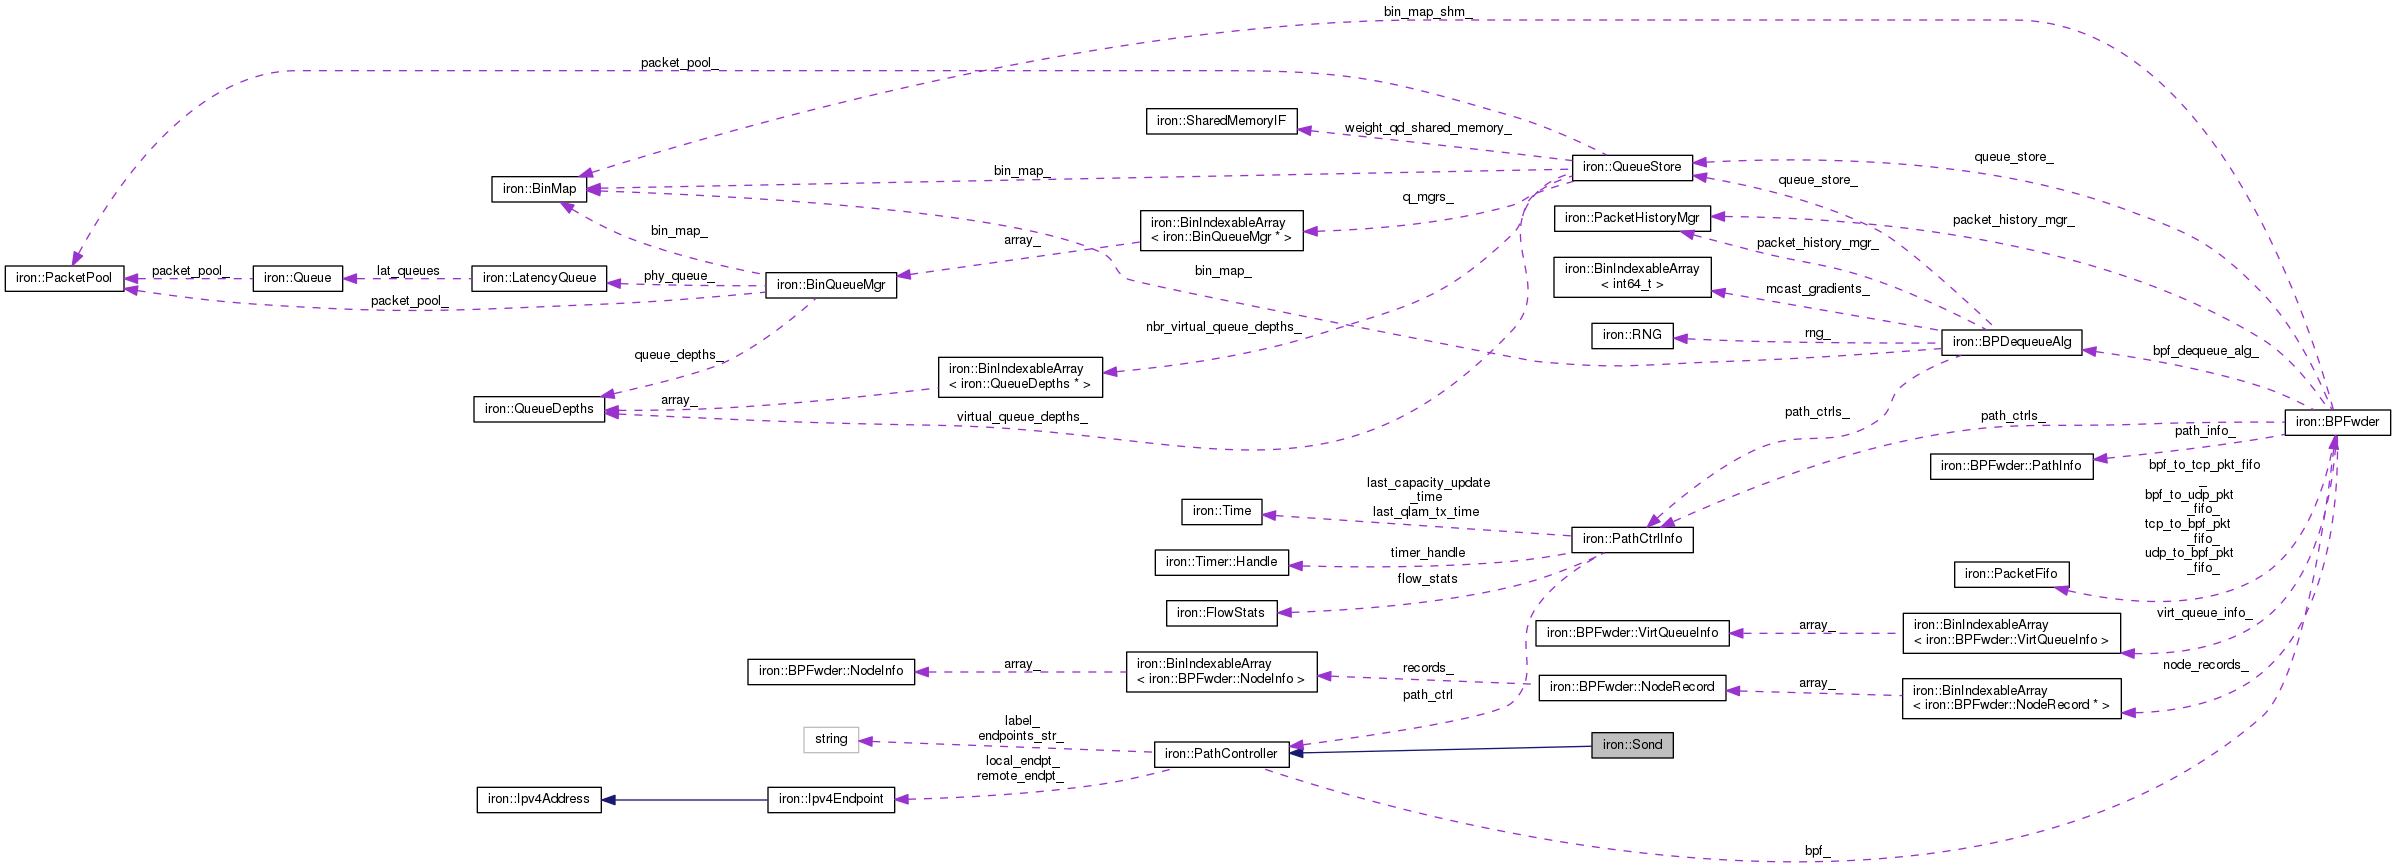 bin_map_shm_
packet_pool_
iron::SharedMemoryIF
weight_qd_shared_memory_
iron::QueueStore
queue_store_
bin_map_
queue_store_
iron::BinMap
q_mgrs_
iron::PacketHistoryMgr
packet_history_mgr_
iron::BinIndexableArray
< iron::BinQueueMgr * >
bin_map_
array_
packet_history_mgr_
iron::PacketPool
packet_pool_
iron::Queue
lat_queues
iron::LatencyQueue
phy_queue_
iron::BinQueueMgr
bin_map_
iron::BinIndexableArray
< int64_t >
mcast_gradients_
packet_pool_
nbr_virtual_queue_depths_
iron::RNG
rng_
iron::BPDequeueAlg
bpf_dequeue_alg_
queue_depths_
iron::BinIndexableArray
< iron::QueueDepths * >
array_
iron::QueueDepths
virtual_queue_depths_
path_ctrls_
path_ctrls_
iron::BPFwder
path_info_
iron::BPFwder::PathInfo
bpf_to_tcp_pkt_fifo
_
bpf_to_udp_pkt
_fifo_
tcp_to_bpf_pkt
_fifo_
udp_to_bpf_pkt
_fifo_
last_capacity_update
_time
last_qlam_tx_time
iron::Time
iron::PathCtrlInfo
timer_handle
iron::Timer::Handle
flow_stats
iron::FlowStats
iron::PacketFifo
virt_queue_info_
iron::BPFwder::VirtQueueInfo
array_
iron::BinIndexableArray
< iron::BPFwder::VirtQueueInfo >
iron::BPFwder::NodeInfo
array_
iron::BinIndexableArray
< iron::BPFwder::NodeInfo >
records_
iron::BPFwder::NodeRecord
array_
iron::BinIndexableArray
< iron::BPFwder::NodeRecord * >
node_records_
path_ctrl
string
label_
endpoints_str_
iron::PathController
iron::Sond
local_endpt_
remote_endpt_
iron::Ipv4Address
iron::Ipv4Endpoint
bpf_